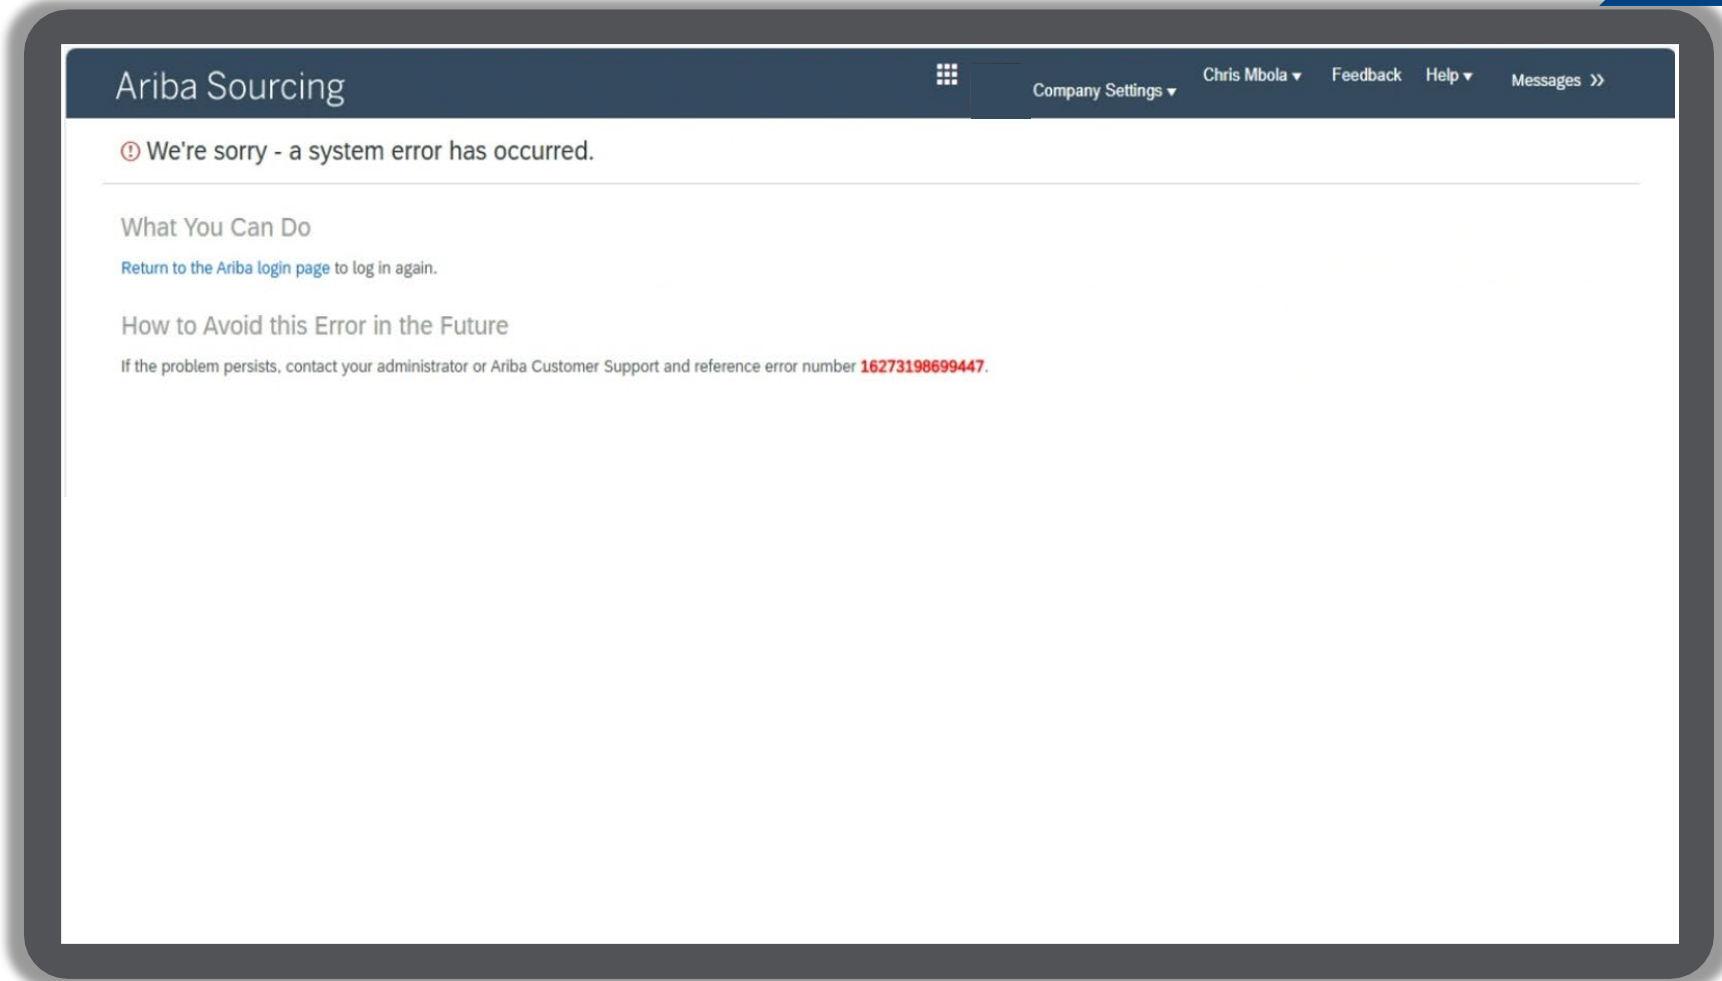 Ariba Sourcing
Company Settings ▾
Chris Mbola ▾
Feedback
Help ▾
Messages »
We're sorry - a system error has occurred.
What You Can Do
Return to the Ariba login page to log in again.
How to Avoid this Error in the Future
If the problem persists, contact your administrator or Ariba Customer Support and reference error number 16273198699447.